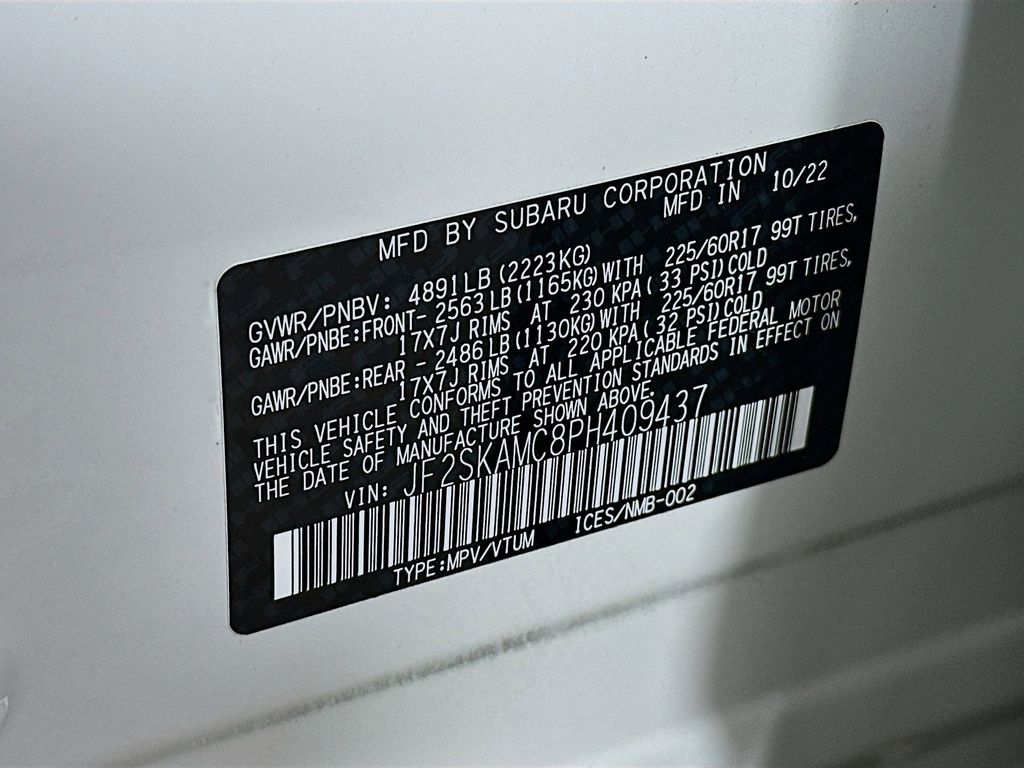 MFD BY SUBARU CORPORATION
MFD IN 10/22
GVWR/PNBV: 4891LB(2223KG)
GAWR/PNBE:FRONT- 2563LB(1165KG)WITH 225/60R17 99T TIRES,
17X7J RIMS AT 230 KPA(33 PSI)COLD
GAWR/PNBE:REAR - 2486LB(1130KG)WITH 225/60R17 99T TIRES,
17X7J RIMS AT 220 KPA(32 PSI)COLD
THIS VEHICLE CONFORMS TO ALL APPLICABLE FEDERAL MOTOR
VEHICLE SAFETY AND THEFT PREVENTION STANDARDS IN EFFECT ON
THE DATE OF MANUFACTURE SHOWN ABOVE.
VIN: JF2SKAMC8PH409437
TYPE:MPV/VTUM ICES/NMB-002